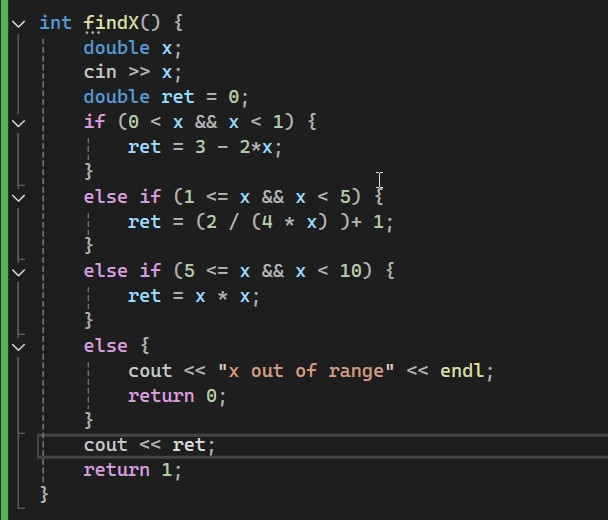 int findX() {
    double x;
    cin >> x;
    double ret = 0;
    if (0 < x && x < 1) {
        ret = 3 - 2*x;
    }
    else if (1 <= x && x < 5) {
        ret = (2 / (4 * x) )+ 1;
    }
    else if (5 <= x && x < 10) {
        ret = x * x;
    }
    else {
        cout << "x out of range" << endl;
        return 0;
    }
    cout << ret;
    return 1;
}